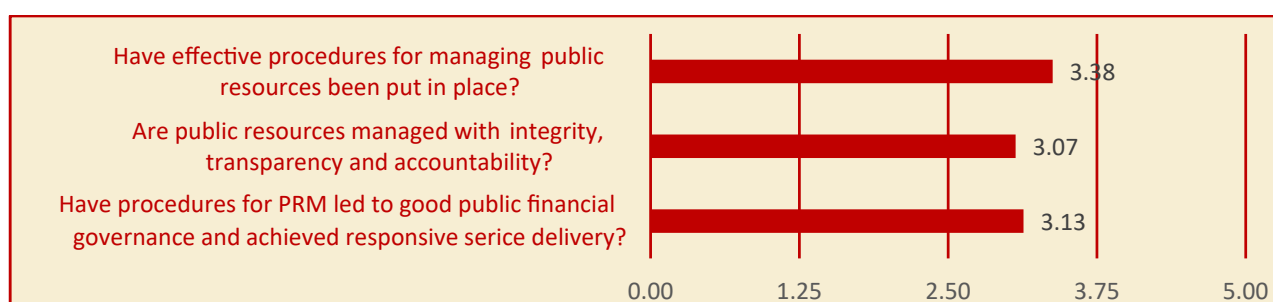 Have effective procedures for managing public
resources been put in place?
3.38
Are public resources managed with integrity,
transparency and accountability?
3.07
Have procedures for PRM led to good public financial
governance and achieved responsive serice delivery?
3.13
0.00 1.25 2.50 3.75 5.00